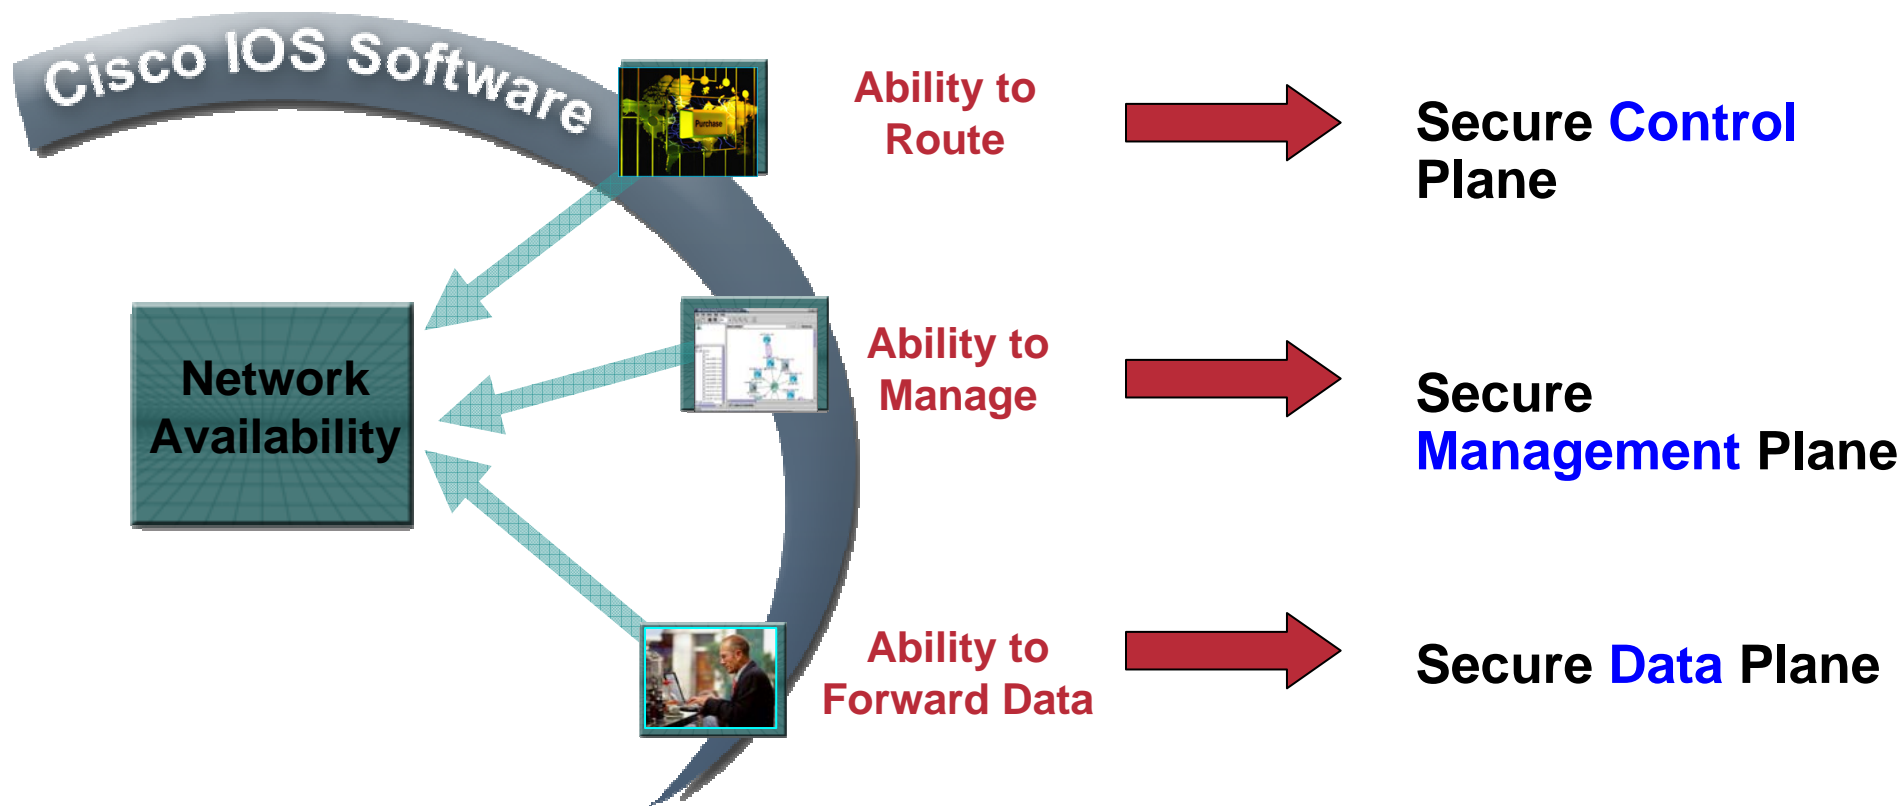 Cisco IOS Software
Purchase
Ability to
Route
Secure Control
Plane
Network
Availability
Ability to
Manage
Secure
Management Plane
Ability to
Forward Data
Secure Data Plane